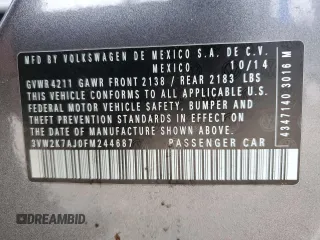 MFD BY VOLKSWAGEN DE MEXICO S.A. DE C.V.
MEXICO 10/14
GVWR 4211 GAWR FRONT 2138 / REAR 2183 LBS
THIS VEHICLE CONFORMS TO ALL APPLICABLE U.S.
FEDERAL MOTOR VEHICLE SAFETY, BUMPER AND
THEFT PREVENTION STANDARDS IN EFFECT ON THE
DATE OF MANUFACTURE SHOWN ABOVE.
3VW2K7AJ0FM244687 PASSENGER CAR
4347140 3016 M
DREAMBID.COM